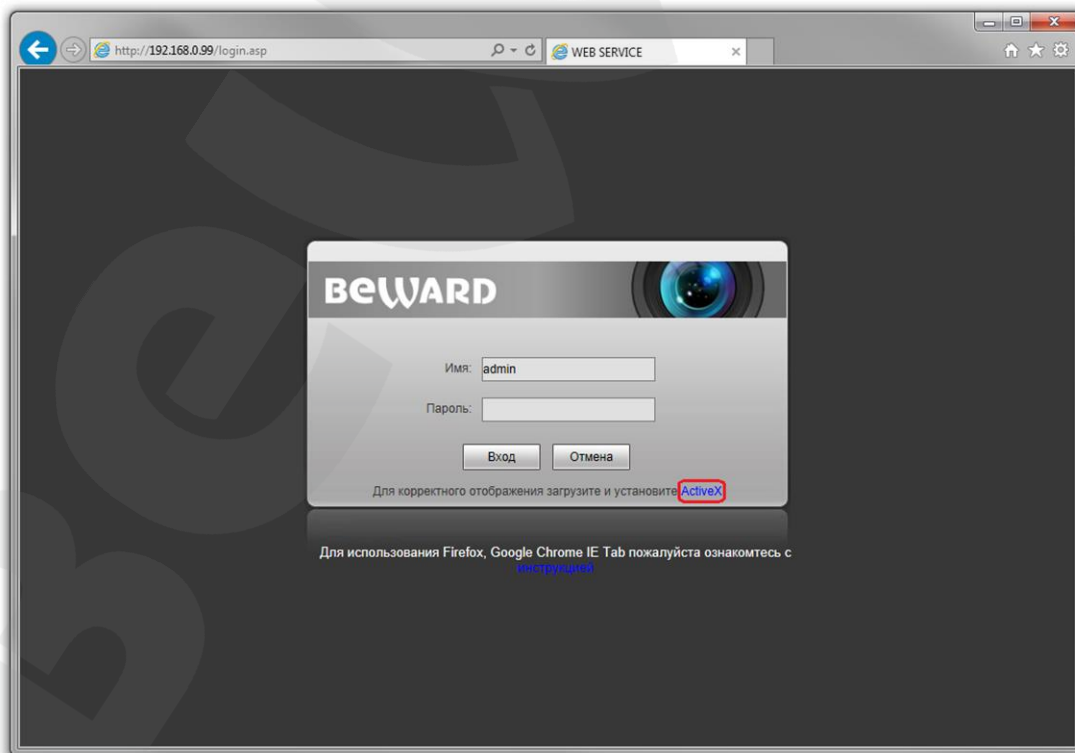 http://192.168.0.99/login.asp
WEB SERVICE
BEWARD
Имя: admin
Пароль:
Вход Отмена
Для корректного отображения загрузите и установите ActiveX
Для использования Firefox, Google Chrome IE Tab пожалуйста ознакомтесь с
инструкцией